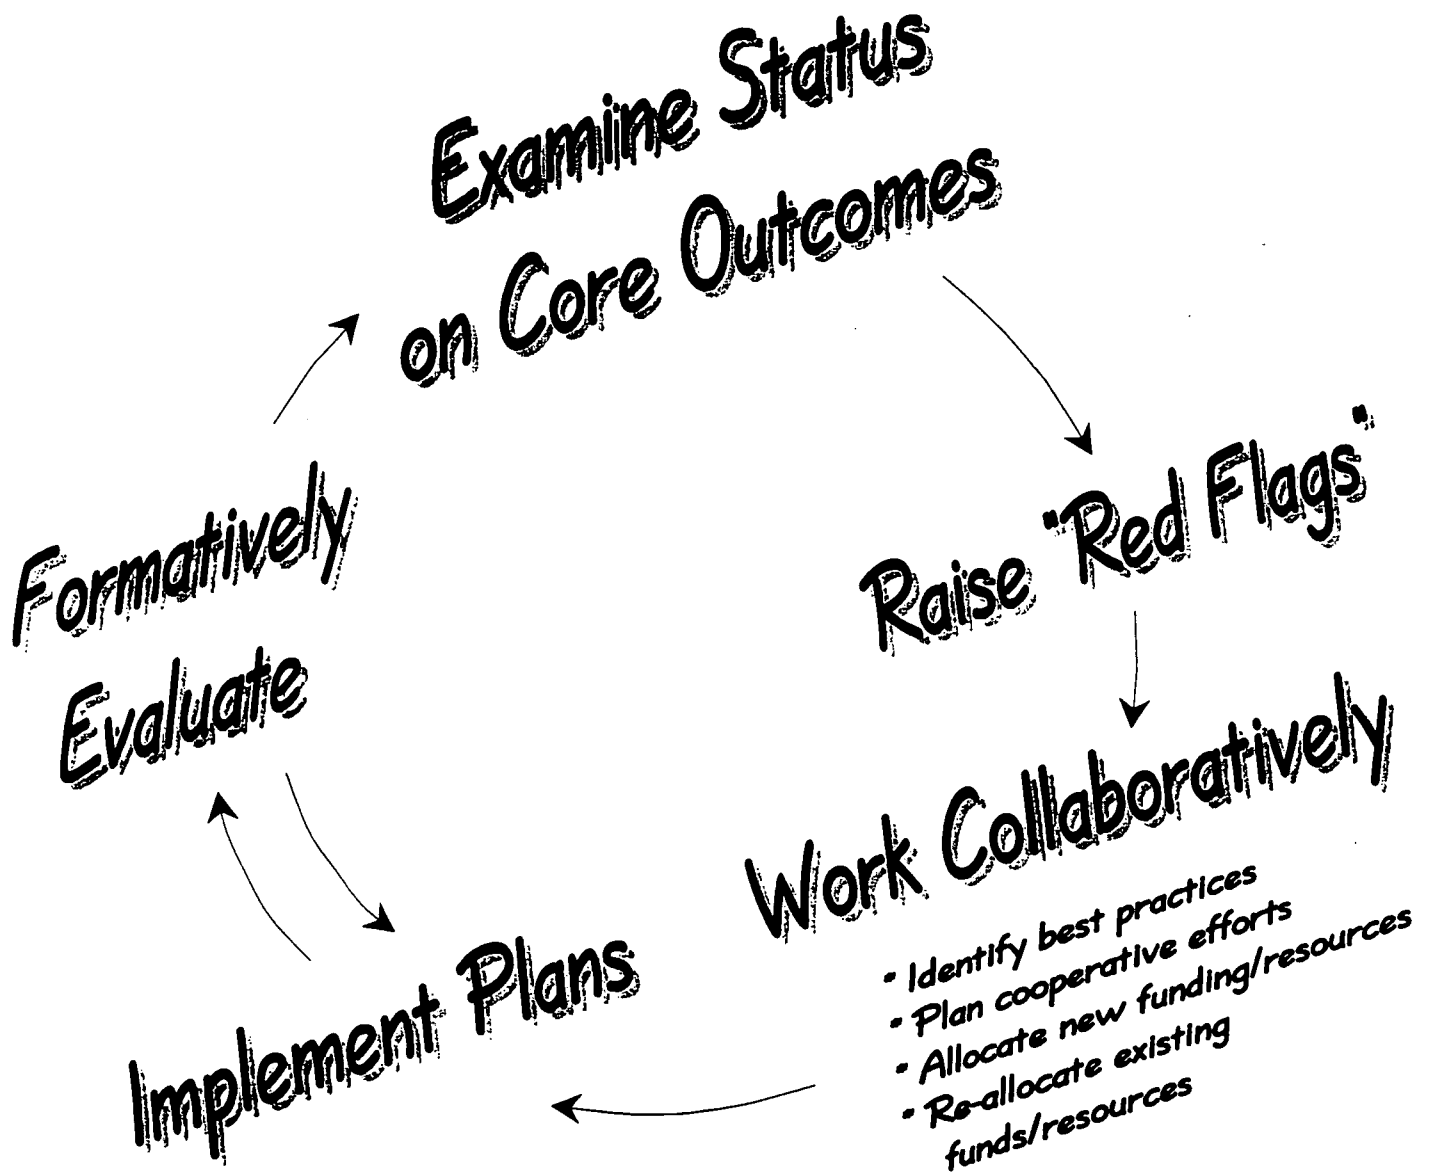 Examine Status
on Core Outcomes
Raise "Red Flags"
Work Collaboratively
• Identify best practices
• Plan cooperative efforts
• Allocate new funding/resources
• Re-allocate existing
funds/resources
Implement Plans
Formatively
Evaluate